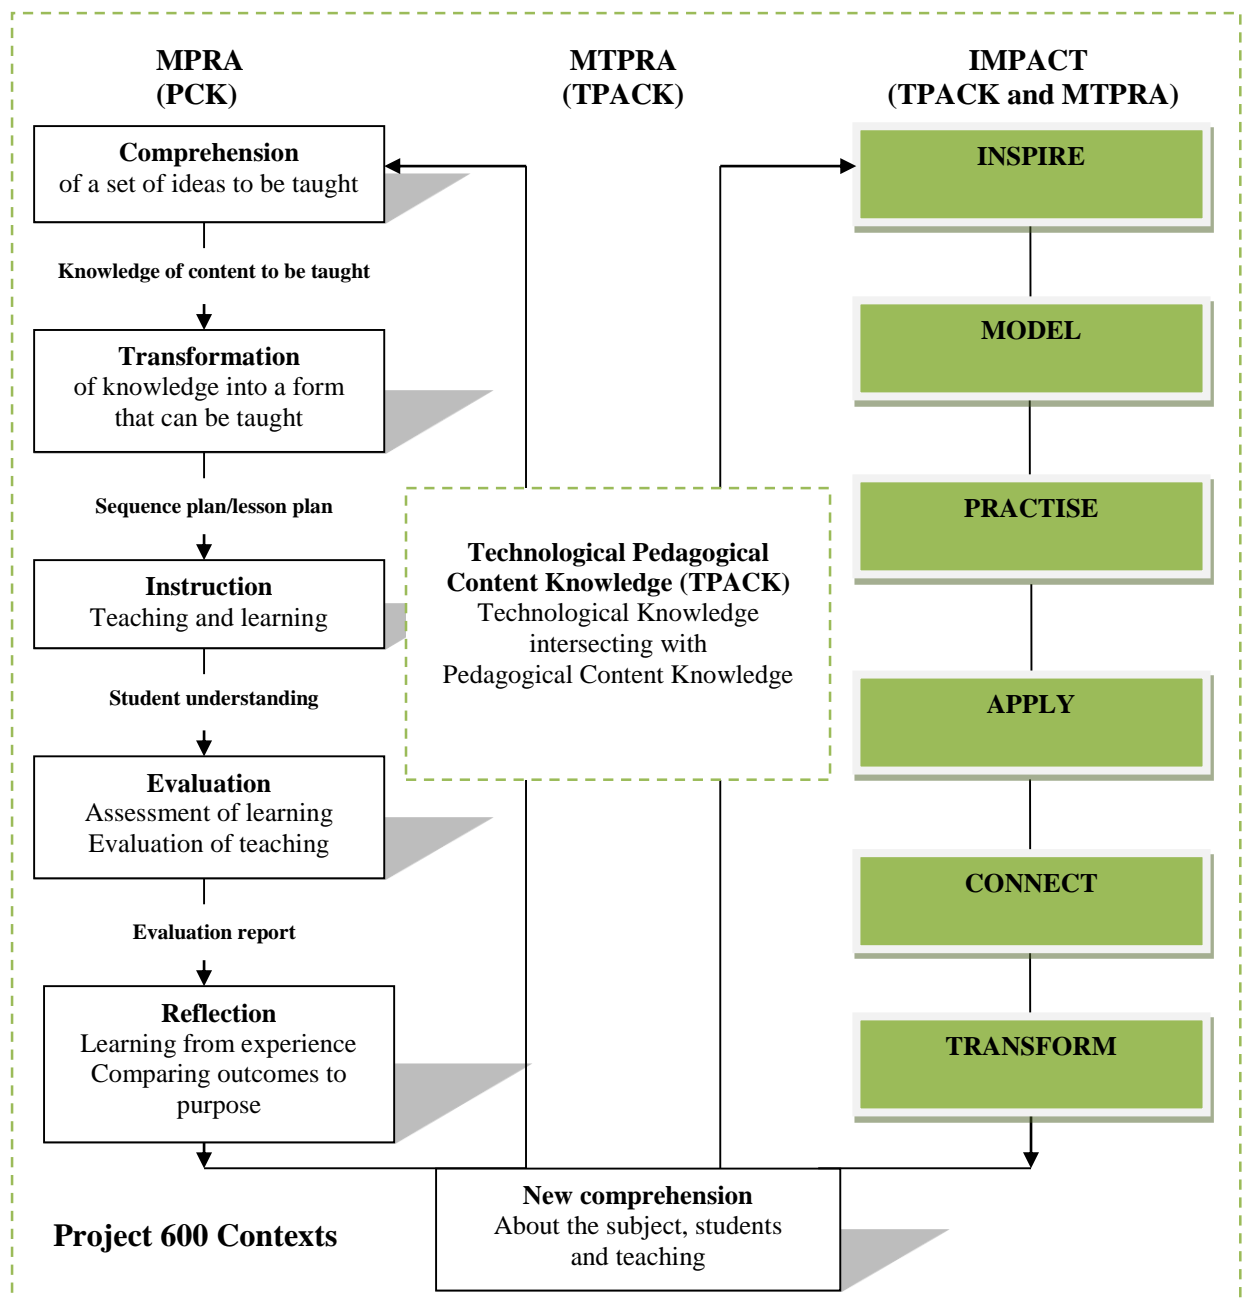 MPRA
(PCK)
MTPRA
(TPACK)
IMPACT
(TPACK and MTPRA)
Comprehension
of a set of ideas to be taught
Knowledge of content to be taught
Transformation
of knowledge into a form
that can be taught
Sequence plan/lesson plan
Instruction
Teaching and learning
Student understanding
Evaluation
Assessment of learning
Evaluation of teaching
Evaluation report
Reflection
Learning from experience
Comparing outcomes to
purpose
Technological Pedagogical
Content Knowledge (TPACK)
Technological Knowledge
intersecting with
Pedagogical Content Knowledge
INSPIRE
MODEL
PRACTISE
APPLY
CONNECT
TRANSFORM
New comprehension
About the subject, students
and teaching
Project 600 Contexts